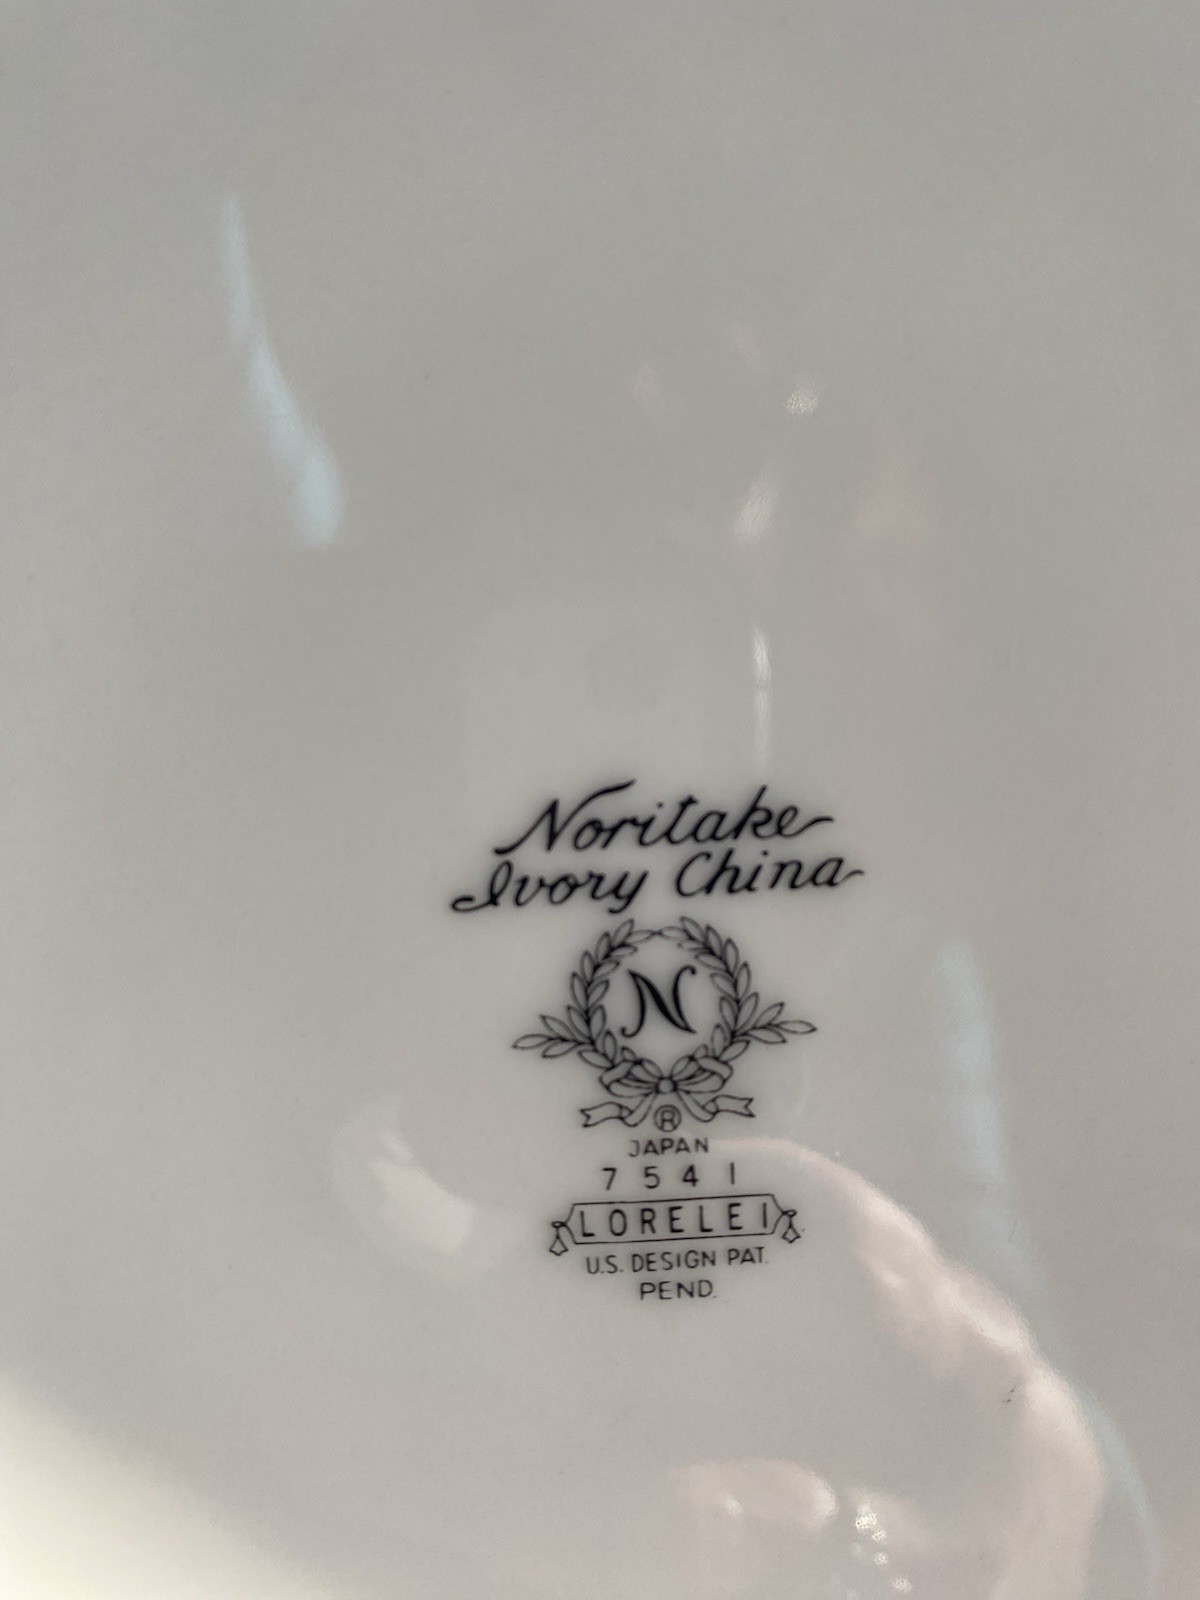 Noritake
Ivory China
N
®
JAPAN
7541
LORELEI
U.S. DESIGN PAT.
PEND.